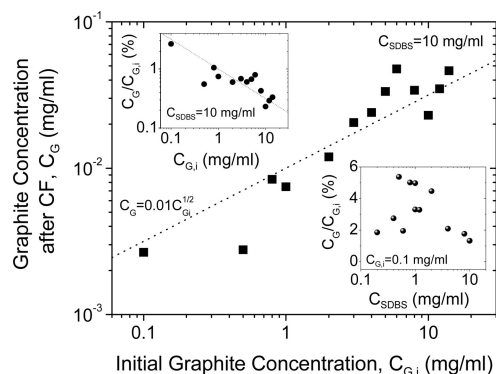 10⁻¹
10⁻²
10⁻³
Graphite Concentration
after CF, C_G (mg/ml)
C_SDBS=10 mg/ml
C_G/C_G,i (%)
1
0.1
C_SDBS=10 mg/ml
0.1 1 10
C_G,i (mg/ml)
C_G=0.01C_Gi^1/2
C_G/C_G,i (%)
6
4
2
0
C_G,i=0.1 mg/ml
0.1 1 10
C_SDBS (mg/ml)
0.1 1 10
Initial Graphite Concentration, C_G,i (mg/ml)